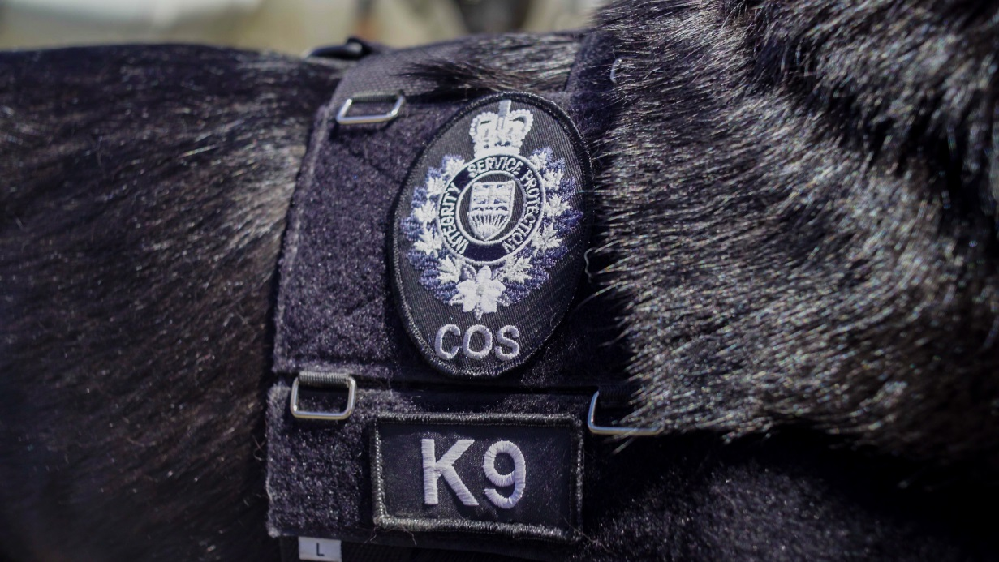 INTEGRITY SERVICE PROTECTION
COS
K9
L